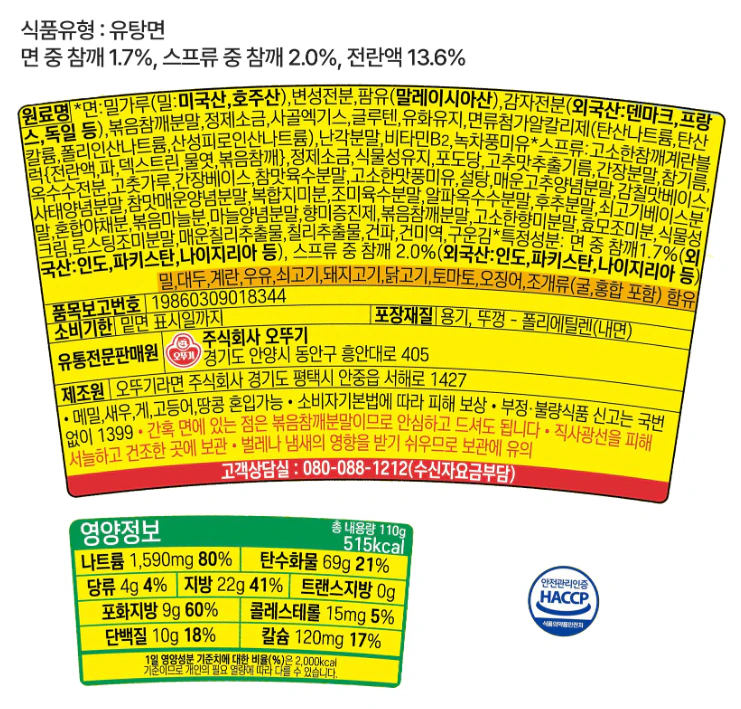 식품유형 : 유탕면
면 중 참깨 1.7%, 스프류 중 참깨 2.0%, 전란액 13.6%
원료명 *면:밀가루(밀:미국산,호주산),변성전분,팜유(말레이시아산),감자전분(외국산:덴마크,프랑
스,독일 등),볶음참깨분말,정제소금,사골엑기스,글루텐,유화유지,면류첨가알칼리제(탄산나트륨,탄산
칼륨,폴리인산나트륨,산성피로인산나트륨),난각분말,비타민B2,녹차풍미유*스프류:고소한참깨계란블
럭{전란액,파,덱스트린,물엿,볶음참깨},정제소금,식물성유지,포도당,고추맛추출기름,간장분말,참기름,
옥수수전분,고춧가루,간장베이스,참맛육수분말,고소한맛풍미유,설탕,매운고추양념분말,감칠맛베이스,
사태양념분말,참맛매운양념분말,복합지미분,조미육수분말,알파옥수수분말,후추분말,쇠고기베이스분
말,혼합야채분,볶음마늘분,마늘양념분말,향미증진제,볶음참깨분말,고소한향미분말,효모조미분,식물성
크림,로스팅조미분말,매운칠리추출물,칠리추출물,건파,건미역,구운김*특정성분: 면 중 참깨1.7%(외
국산:인도,파키스탄,나이지리아 등), 스프류 중 참깨 2.0%(외국산:인도,파키스탄,나이지리아 등)
밀,대두,계란,우유,쇠고기,돼지고기,닭고기,토마토,오징어,조개류(굴,홍합 포함) 함유
품목보고번호 19860309018344
소비기한 밑면 표시일까지 포장재질 용기, 뚜껑 - 폴리에틸렌(내면)
유통전문판매원 오뚜기 주식회사 오뚜기
경기도 안양시 동안구 흥안대로 405
제조원 오뚜기라면 주식회사 경기도 평택시 안중읍 서해로 1427
• 메밀,새우,게,고등어,땅콩 혼입가능 • 소비자기본법에 따라 피해 보상 • 부정·불량식품 신고는 국번
없이 1399 • 간혹 면에 있는 점은 볶음참깨분말이므로 안심하고 드셔도 됩니다 • 직사광선을 피해
서늘하고 건조한 곳에 보관 • 벌레나 냄새의 영향을 받기 쉬우므로 보관에 유의
고객상담실 : 080-088-1212(수신자요금부담)
영양정보 총 내용량 110g
515kcal
나트륨 1,590mg 80% 탄수화물 69g 21%
당류 4g 4% 지방 22g 41% 트랜스지방 0g
포화지방 9g 60% 콜레스테롤 15mg 5%
단백질 10g 18% 칼슘 120mg 17%
1일 영양성분 기준치에 대한 비율(%)은 2,000kcal
기준이므로 개인의 필요 열량에 따라 다를 수 있습니다.
안전관리인증
HACCP
식품의약품안전처